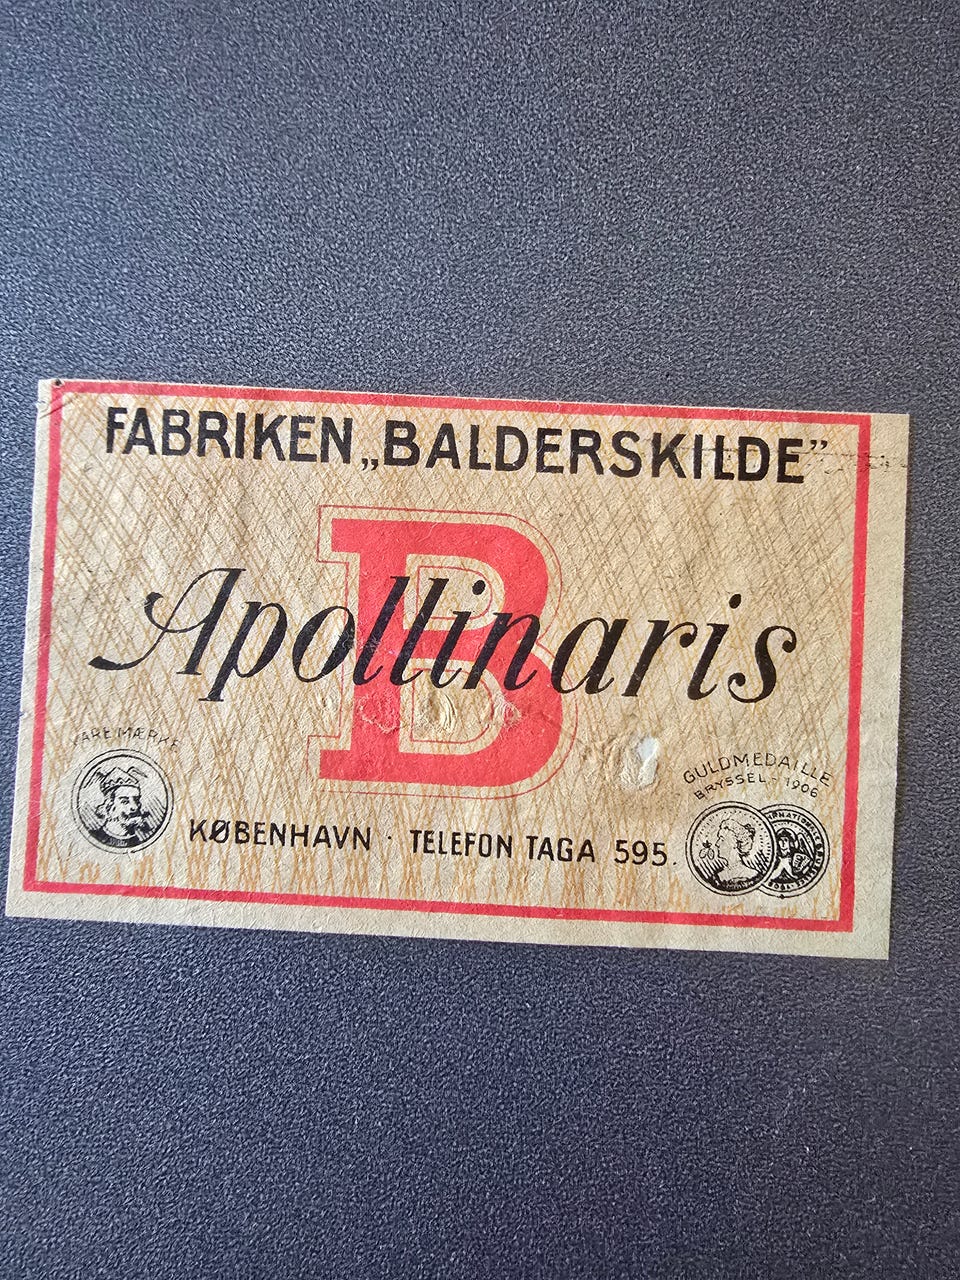 FABRIKEN „BALDERSKILDE”
B
Apollinaris
VAREMÆRKE
GULDMEDAILLE
BRYSSEL - 1906
KØBENHAVN · TELEFON TAGA 595.